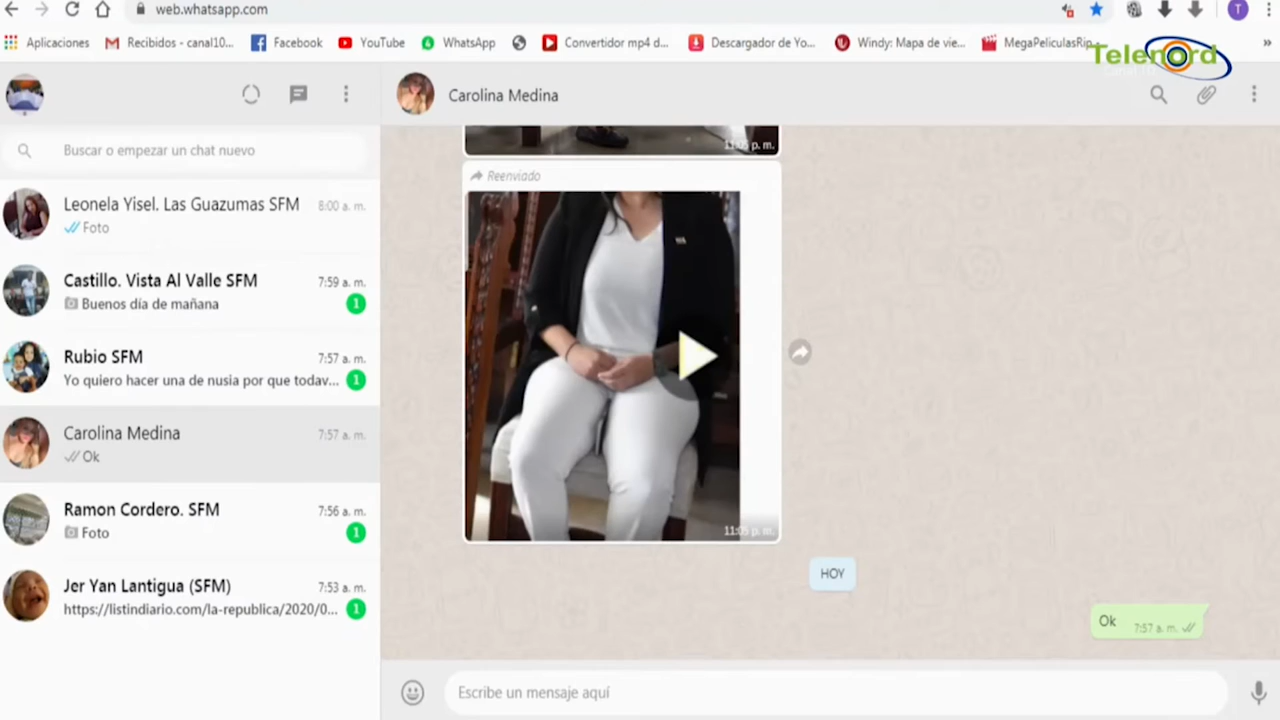 web.whatsapp.com
T
Aplicaciones
Recibidos - canal10...
Facebook
YouTube
WhatsApp
Convertidor mp4 d...
Descargador de Yo...
Windy: Mapa de vie...
MegaPeliculasRip...
»
Telenord
Carolina Medina
Buscar o empezar un chat nuevo
Leonela Yisel. Las Guazumas SFM 8:00 a. m.
Foto
Castillo. Vista Al Valle SFM 7:59 a. m.
Buenos día de mañana 1
Rubio SFM 7:57 a. m.
Yo quiero hacer una de nusia por que todav... 1
Carolina Medina 7:57 a. m.
Ok
Ramon Cordero. SFM 7:56 a. m.
Foto 1
Jer Yan Lantigua (SFM) 7:53 a. m.
https://listindiario.com/la-republica/2020/0... 1
11:05 p. m.
Reenviado
11:05 p. m.
HOY
Ok 7:57 a. m.
Escribe un mensaje aquí